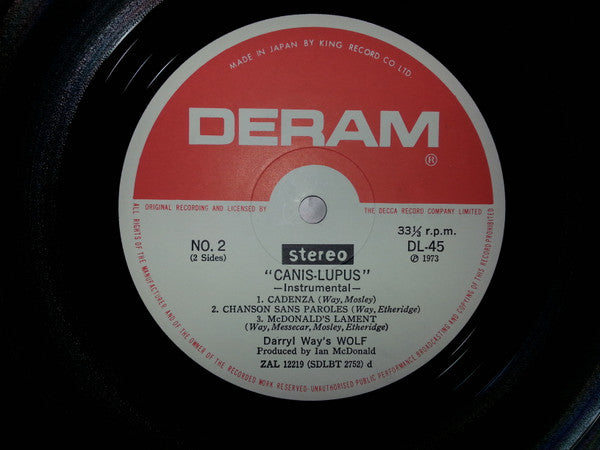 MADE IN JAPAN BY KING RECORD CO LTD.
DERAM
®
ORIGINAL RECORDING AND LICENSED BY THE DECCA RECORD COMPANY LIMITED
NO. 2
(2 Sides)
stereo
33⅓ r.p.m.
DL-45
℗ 1973
"CANIS-LUPUS"
—Instrumental—
1. CADENZA (Way, Mosley)
2. CHANSON SANS PAROLES (Way, Etheridge)
3. McDONALD'S LAMENT
(Way, Messecar, Mosley, Etheridge)
Darryl Way's WOLF
Produced by Ian McDonald
ZAL 12219 (SDLBT 2752) d
ALL RIGHTS OF THE MANUFACTURER AND OF THE OWNER OF THE RECORDED WORK RESERVED·UNAUTHORISED PUBLIC PERFORMANCE BROADCASTING AND COPYING OF THIS RECORD PROHIBITED